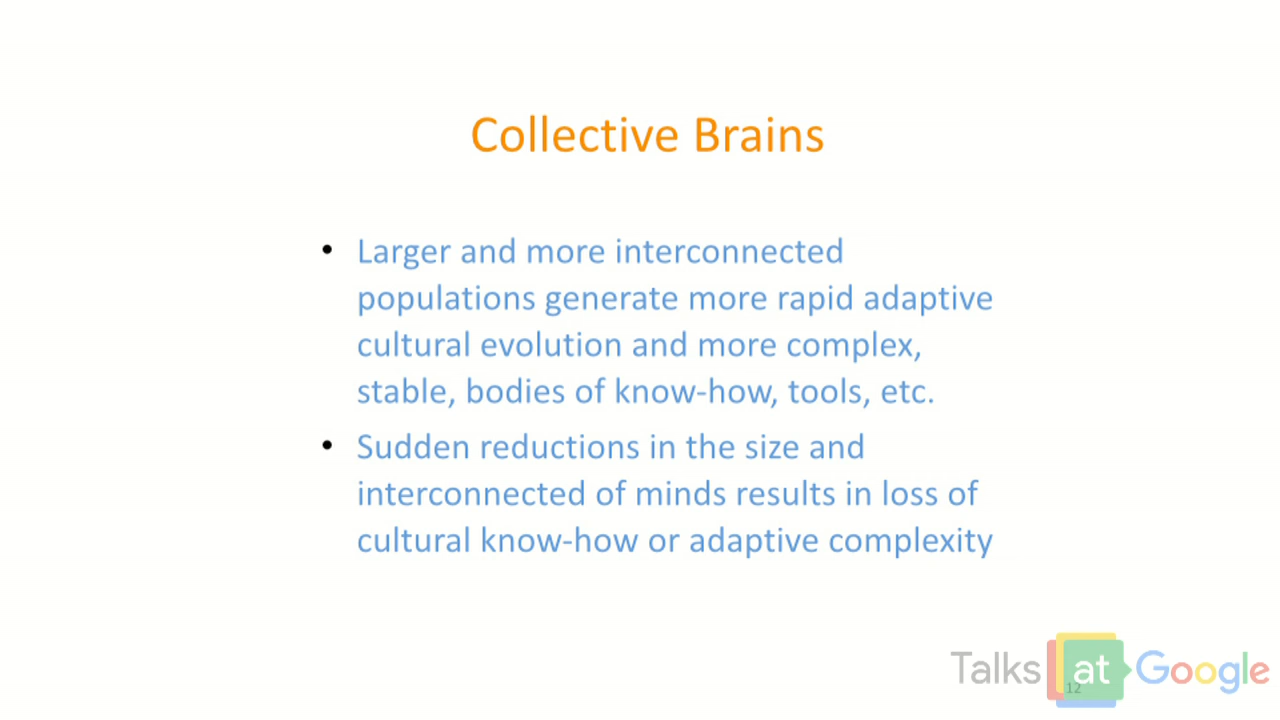 Collective Brains
• Larger and more interconnected
populations generate more rapid adaptive
cultural evolution and more complex,
stable, bodies of know-how, tools, etc.
• Sudden reductions in the size and
interconnected of minds results in loss of
cultural know-how or adaptive complexity
Talks at Google
12